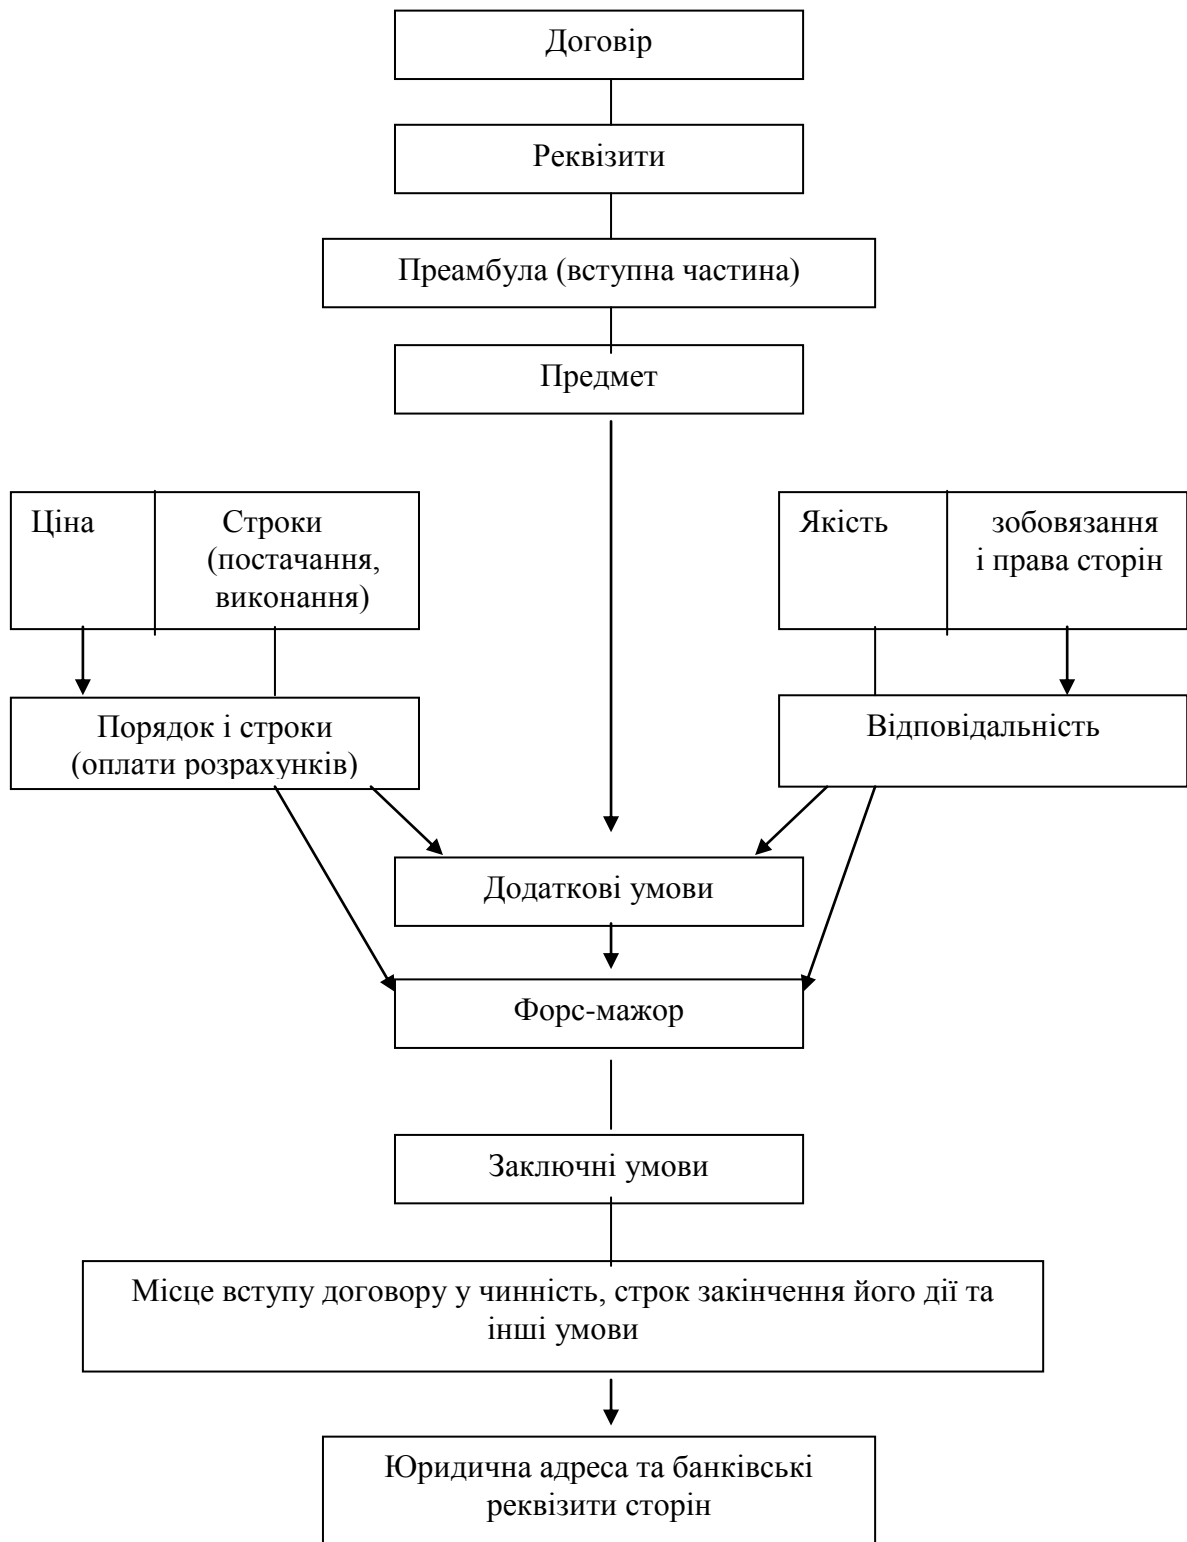 Договір
Реквізити
Преамбула (вступна частина)
Предмет
Ціна
Строки
(постачання,
виконання)
Якість
зобовязання
і права сторін
Порядок і строки
(оплати розрахунків)
Відповідальність
Додаткові умови
Форс-мажор
Заключні умови
Місце вступу договору у чинність, строк закінчення його дії та
інші умови
Юридична адреса та банківські
реквізити сторін